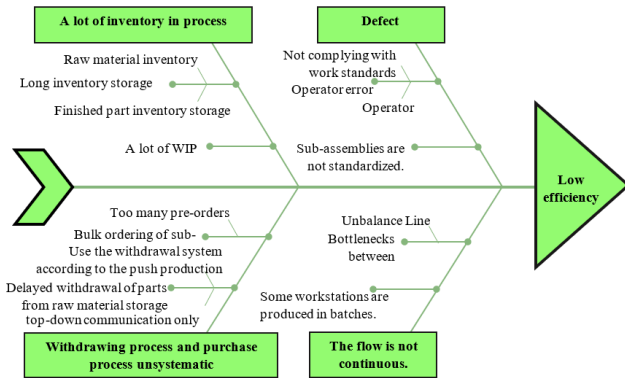 A lot of inventory in process
Defect
Raw material inventory
Long inventory storage
Finished part inventory storage
A lot of WIP
Not complying with
work standards
Operator error
Operator
Sub-assemblies are
not standardized.
Low
efficiency
Too many pre-orders
Bulk ordering of sub-
Use the withdrawal system
according to the push production
Delayed withdrawal of parts
from raw material storage
top-down communication only
Unbalance Line
Bottlenecks
between
Some workstations are
produced in batches.
Withdrawing process and purchase
process unsystematic
The flow is not
continuous.